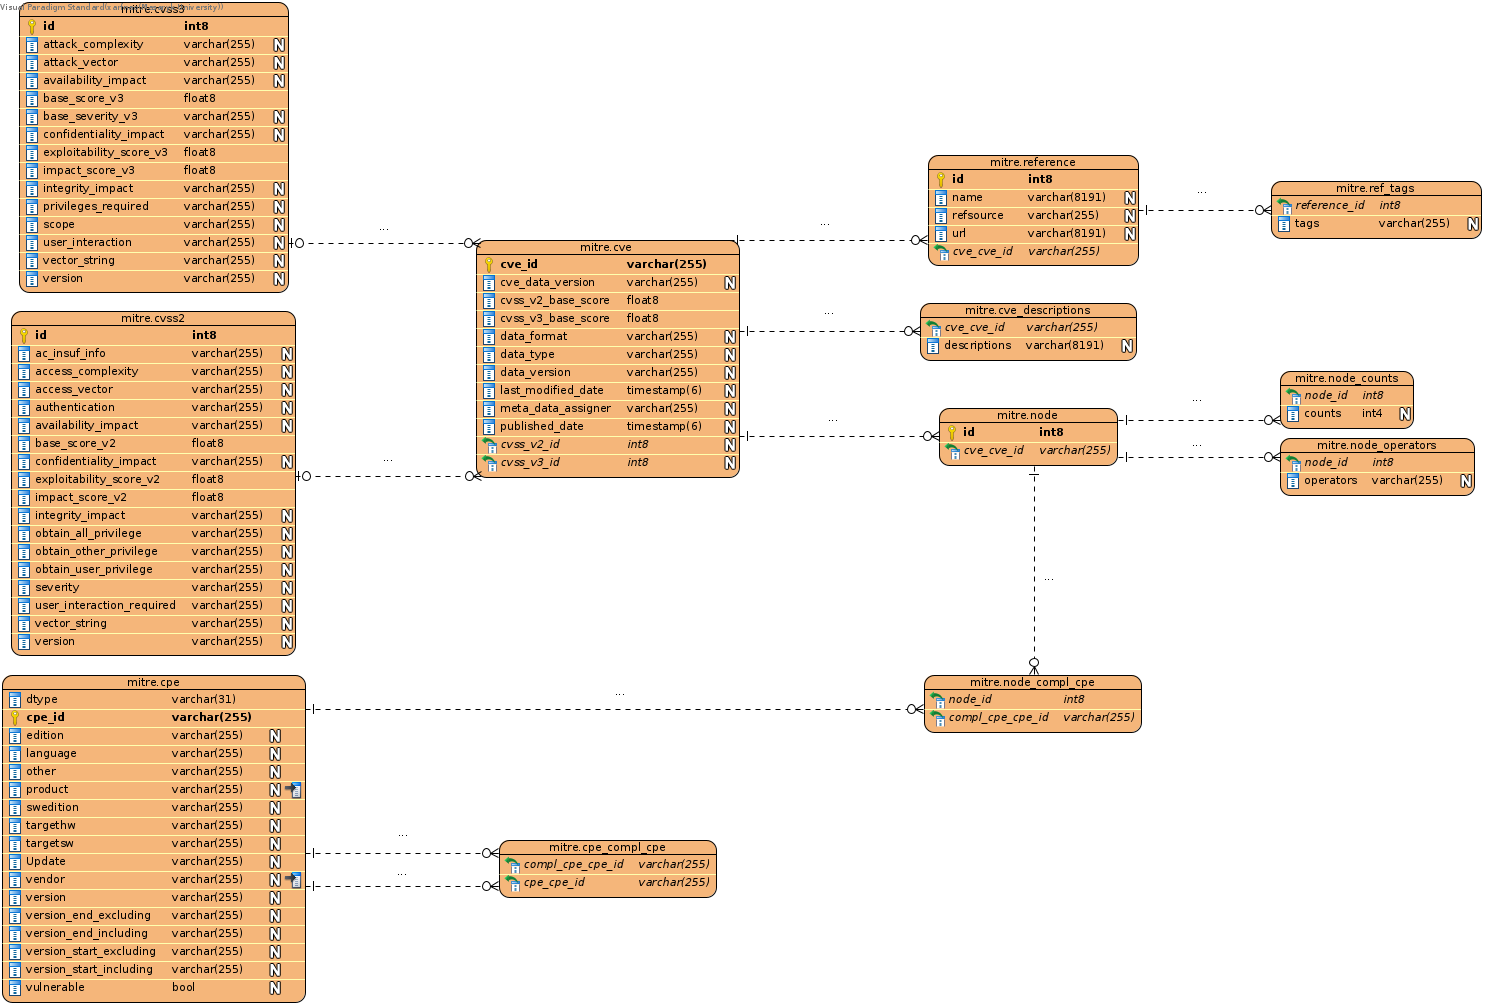 Visual Paradigm Standard
mitre.cvss3
id int8
attack_complexity varchar(255) N
attack_vector varchar(255) N
availability_impact varchar(255) N
base_score_v3 float8
base_severity_v3 varchar(255) N
confidentiality_impact varchar(255) N
exploitability_score_v3 float8
impact_score_v3 float8
integrity_impact varchar(255) N
privileges_required varchar(255) N
scope varchar(255) N
user_interaction varchar(255) N
vector_string varchar(255) N
version varchar(255) N
...
mitre.cvss2
id int8
ac_insuf_info varchar(255) N
access_complexity varchar(255) N
access_vector varchar(255) N
authentication varchar(255) N
availability_impact varchar(255) N
base_score_v2 float8
confidentiality_impact varchar(255) N
exploitability_score_v2 float8
impact_score_v2 float8
integrity_impact varchar(255) N
obtain_all_privilege varchar(255) N
obtain_other_privilege varchar(255) N
obtain_user_privilege varchar(255) N
severity varchar(255) N
user_interaction_required varchar(255) N
vector_string varchar(255) N
version varchar(255) N
...
mitre.cve
cve_id varchar(255)
cve_data_version varchar(255) N
cvss_v2_base_score float8
cvss_v3_base_score float8
data_format varchar(255) N
data_type varchar(255) N
data_version varchar(255) N
last_modified_date timestamp(6) N
meta_data_assigner varchar(255) N
published_date timestamp(6) N
cvss_v2_id int8 N
cvss_v3_id int8 N
...
mitre.reference
id int8
name varchar(8191) N
refsource varchar(255) N
url varchar(8191) N
cve_cve_id varchar(255)
...
mitre.ref_tags
reference_id int8
tags varchar(255) N
...
mitre.cve_descriptions
cve_cve_id varchar(255)
descriptions varchar(8191) N
...
mitre.node
id int8
cve_cve_id varchar(255)
...
mitre.node_counts
node_id int8
counts int4 N
...
mitre.node_operators
node_id int8
operators varchar(255) N
...
mitre.node_compl_cpe
node_id int8
compl_cpe_cpe_id varchar(255)
...
mitre.cpe
dtype varchar(31)
cpe_id varchar(255)
edition varchar(255) N
language varchar(255) N
other varchar(255) N
product varchar(255) N
swedition varchar(255) N
targethw varchar(255) N
targetsw varchar(255) N
Update varchar(255) N
vendor varchar(255) N
version varchar(255) N
version_end_excluding varchar(255) N
version_end_including varchar(255) N
version_start_excluding varchar(255) N
version_start_including varchar(255) N
vulnerable bool N
...
...
mitre.cpe_compl_cpe
compl_cpe_cpe_id varchar(255)
cpe_cpe_id varchar(255)